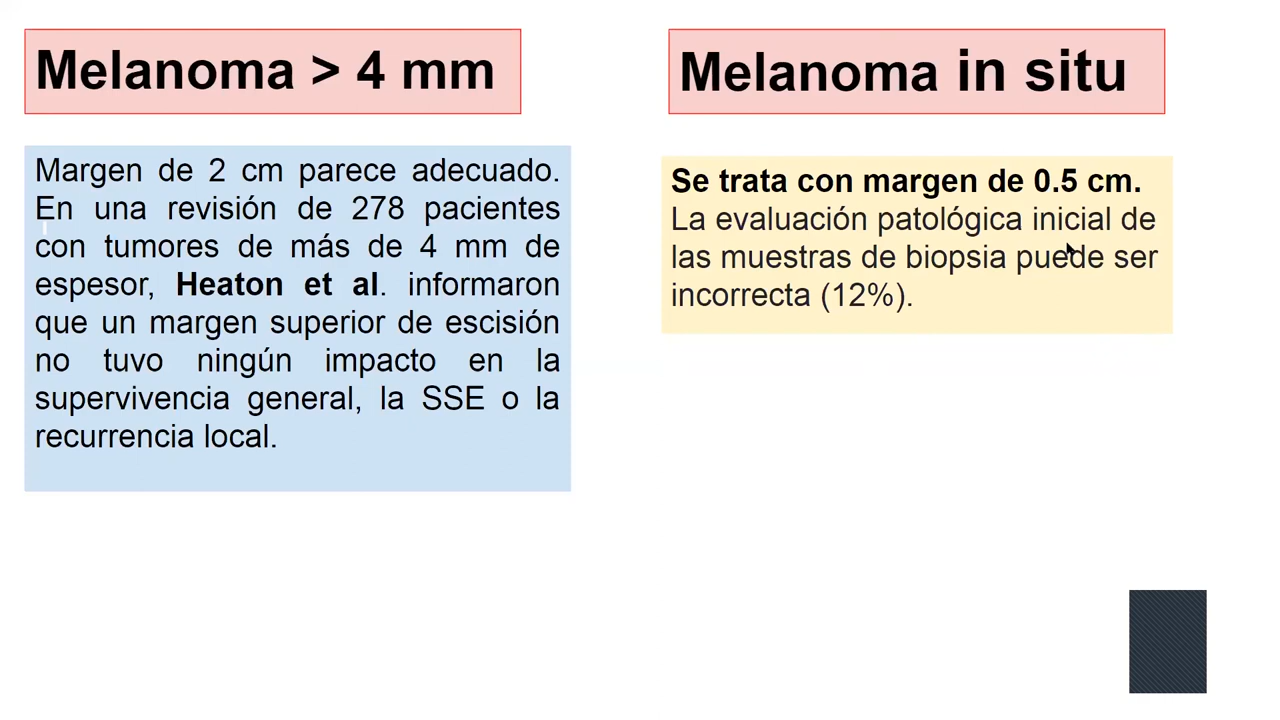 Melanoma > 4 mm
Margen de 2 cm parece adecuado.
En una revisión de 278 pacientes
con tumores de más de 4 mm de
espesor, Heaton et al. informaron
que un margen superior de escisión
no tuvo ningún impacto en la
supervivencia general, la SSE o la
recurrencia local.
Melanoma in situ
Se trata con margen de 0.5 cm.
La evaluación patológica inicial de
las muestras de biopsia puede ser
incorrecta (12%).